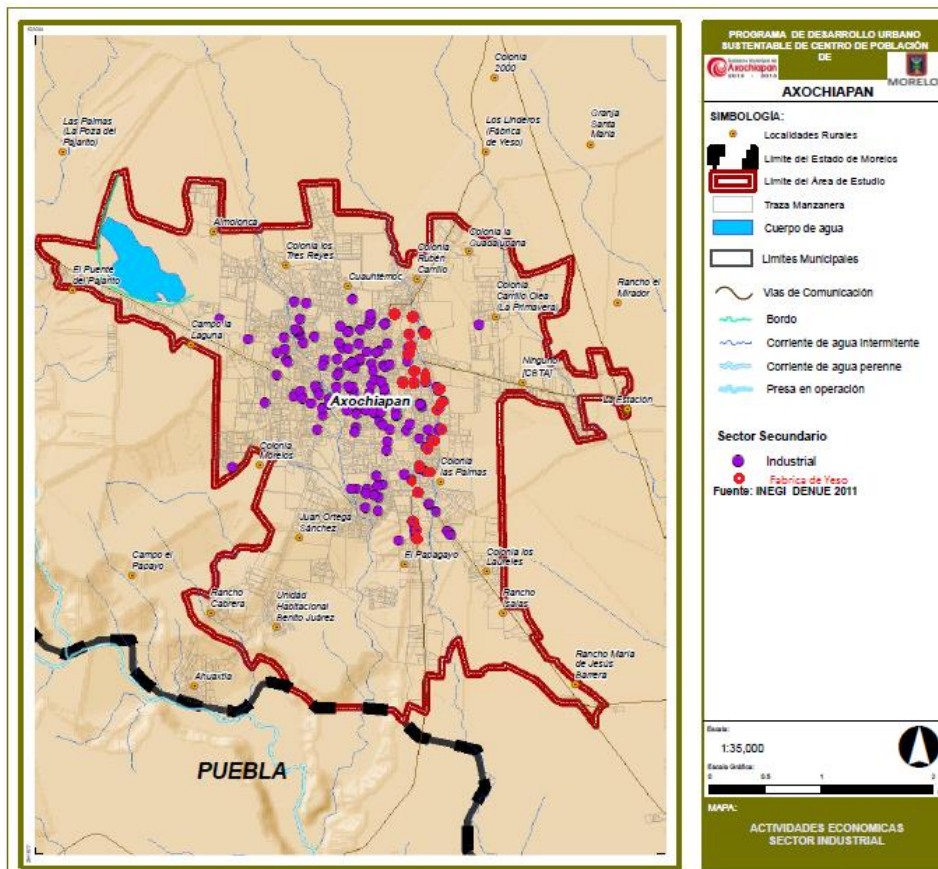 Colonia
2000
Las Palmas
(La Poza del
Pajarito)
Los Linderos
(Fábrica
de Yeso)
Granja
Santa
María
Almolonca
Colonia la
Guadalupana
Colonia los
Tres Reyes
Colonia
Rubén
Carrillo
El Puente
del Pajarito
Cuauhtemoc
Colonia
Carrillo Olea
(La Primavera)
Rancho el
Mirador
Campo la
Laguna
Ninguno
[CBTA]
Axochiapan
La Estación
Colonia
Morelos
Colonia
las Palmas
Juan Ortega
Sánchez
El Papagayo
Colonia los
Laureles
Campo el
Papayo
Rancho
Cabrera
Unidad
Habitacional
Benito Juárez
Rancho
Isaías
Rancho María
de Jesús
Barrera
Ahuaxtla
PUEBLA
PROGRAMA DE DESARROLLO URBANO
SUSTENTABLE DE CENTRO DE POBLACIÓN
DE
Axochiapan
MORELOS
AXOCHIAPAN
SIMBOLOGÍA:
Localidades Rurales
Límite del Estado de Morelos
Límite del Área de Estudio
Traza Manzanera
Cuerpo de agua
Límites Municipales
Vías de Comunicación
Bordo
Corriente de agua intermitente
Corriente de agua perenne
Presa en operación
Sector Secundario
Industrial
Fabrica de Yeso
Fuente: INEGI DENUE 2011
Escala:
1:35,000
Escala Gráfica:
0 0.5 1 2
MAPA:
ACTIVIDADES ECONOMICAS
SECTOR INDUSTRIAL